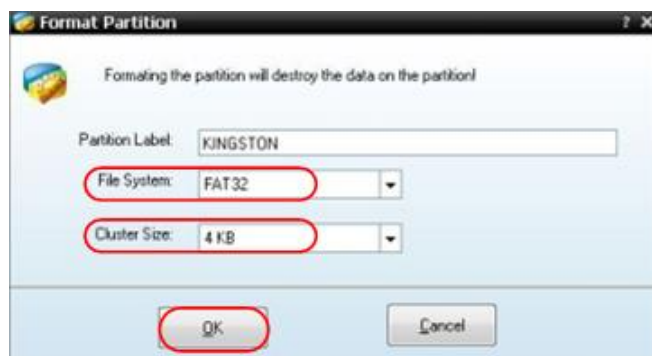 Format Partition ? X
Formating the partition will destroy the data on the partition!
Partition Label: KINGSTON
File System: FAT32
Cluster Size: 4 KB
OK Cancel